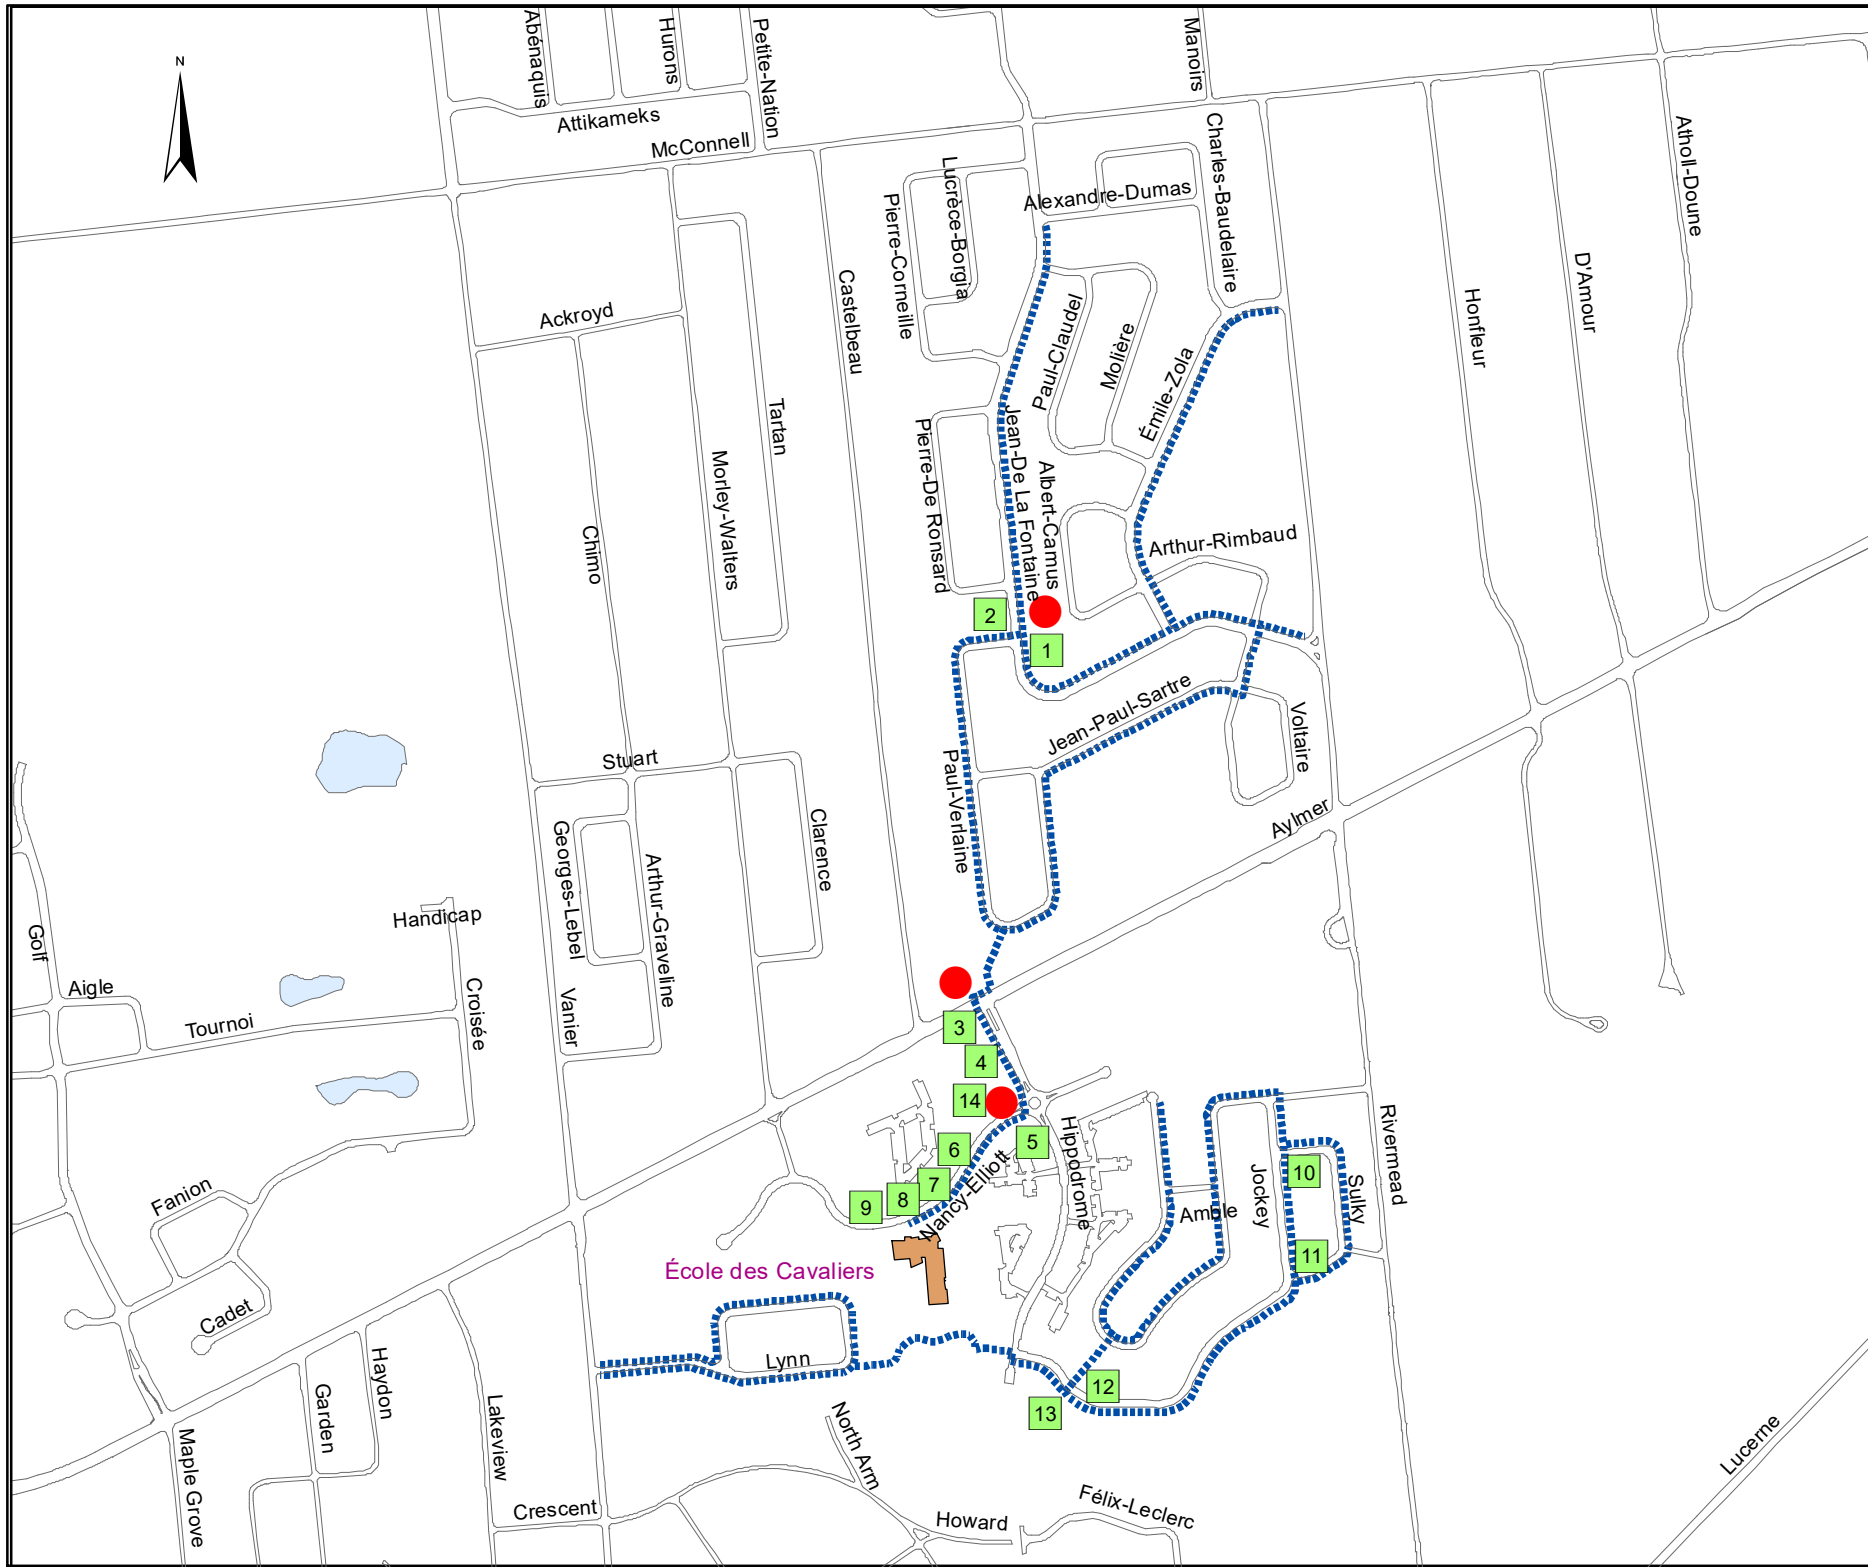 Abénaquis
Hurons
Petite-Nation
Manoirs
N
Attikameks
McConnell
Charles-Baudelaire
Atholl-Doune
Lucrèce-Borgia
Alexandre-Dumas
Pierre-Corneille
Castelbeau
D'Amour
Honfleur
Ackroyd
Paul-Claudel
Molière
Émile-Zola
Tartan
Jean-De La Fontaine
Albert-Camus
Pierre-De Ronsard
Morley-Walters
Chimo
Arthur-Rimbaud
2
1
Jean-Paul-Sartre
Voltaire
Stuart
Paul-Verlaine
Aylmer
Georges-Lebel
Arthur-Graveline
Clarence
Handicap
Golf
Aigle
Tournoi
Croisée
Vanier
3
4
14
5
6
7
8
9
Nancy-Elliott
Hippodrome
Rivermead
Jockey
Sulky
10
Amble
11
Fanion
École des Cavaliers
Cadet
Lynn
Haydon
Garden
Lakeview
12
13
North Arm
Maple Grove
Crescent
Howard
Félix-Leclerc
Lucerne